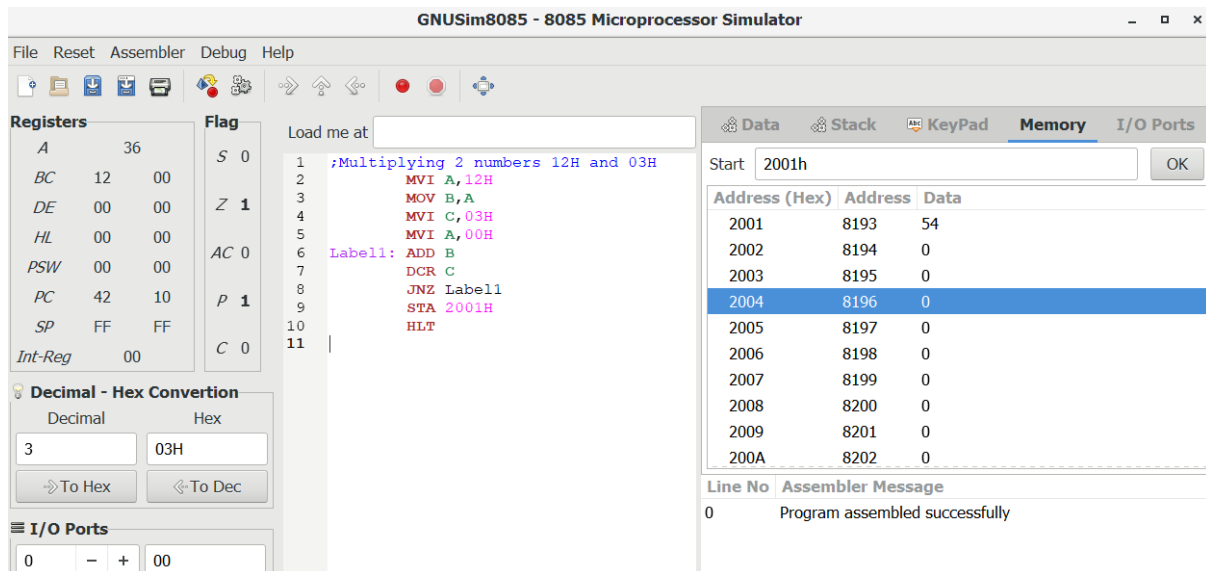 GNUSim8085 - 8085 Microprocessor Simulator
File Reset Assembler Debug Help
Registers
A 36
BC 12 00
DE 00 00
HL 00 00
PSW 00 00
PC 42 10
SP FF FF
Int-Reg 00
Flag
S 0
Z 1
AC 0
P 1
C 0
Decimal - Hex Convertion
Decimal Hex
3 03H
To Hex To Dec
I/O Ports
0 − + 00
Load me at
1 ;Multiplying 2 numbers 12H and 03H
2 MVI A,12H
3 MOV B,A
4 MVI C,03H
5 MVI A,00H
6 Label1: ADD B
7 DCR C
8 JNZ Label1
9 STA 2001H
10 HLT
11
Data Stack KeyPad Memory I/O Ports
Start 2001h OK
Address (Hex) Address Data
2001 8193 54
2002 8194 0
2003 8195 0
2004 8196 0
2005 8197 0
2006 8198 0
2007 8199 0
2008 8200 0
2009 8201 0
200A 8202 0
Line No Assembler Message
0 Program assembled successfully